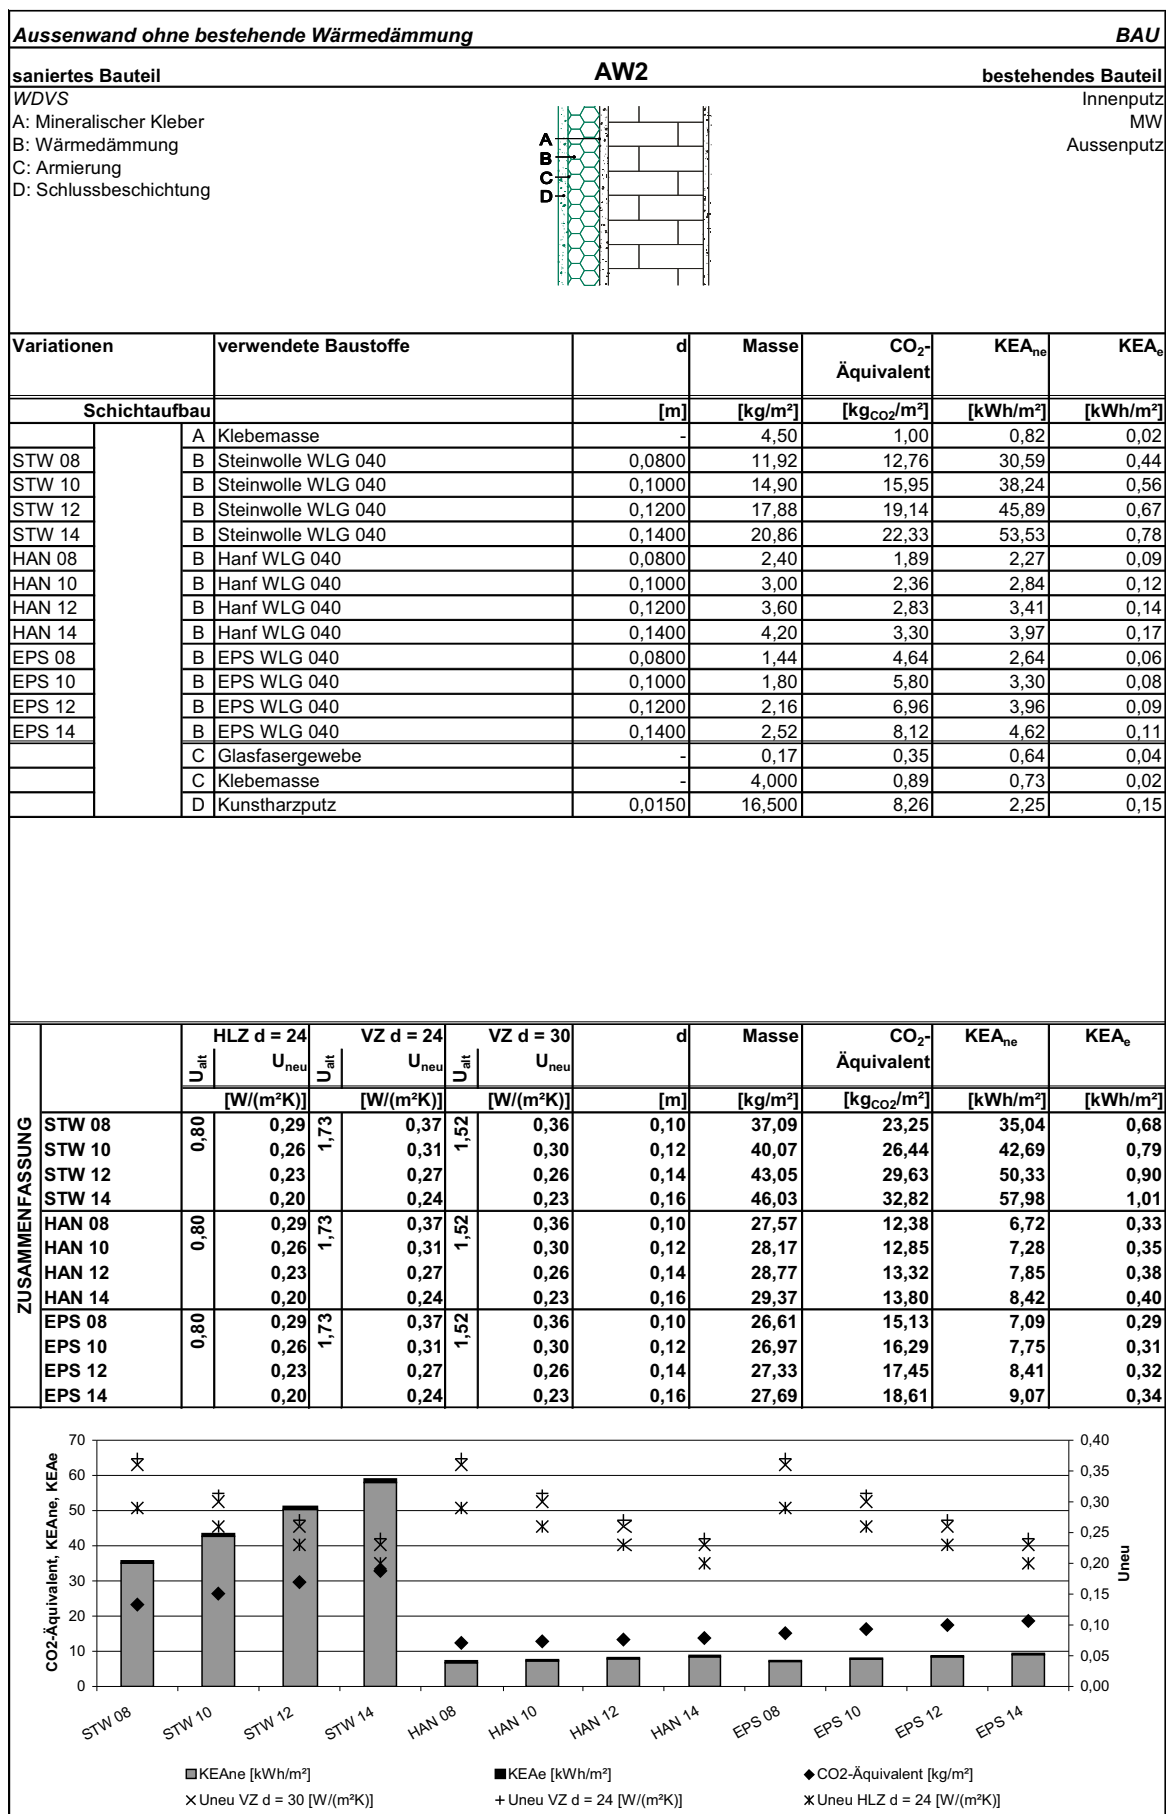 Aussenwand ohne bestehende Wärmedämmung BAU
saniertes Bauteil AW2 bestehendes Bauteil
WDVS Innenputz
A: Mineralischer Kleber MW
B: Wärmedämmung Aussenputz
C: Armierung
D: Schlussbeschichtung
A
B
C
D
Variationen verwendete Baustoffe d Masse CO2- KEAne KEAe
Äquivalent
Schichtaufbau [m] [kg/m²] [kgCO2/m²] [kWh/m²] [kWh/m²]
A Klebemasse - 4,50 1,00 0,82 0,02
STW 08 B Steinwolle WLG 040 0,0800 11,92 12,76 30,59 0,44
STW 10 B Steinwolle WLG 040 0,1000 14,90 15,95 38,24 0,56
STW 12 B Steinwolle WLG 040 0,1200 17,88 19,14 45,89 0,67
STW 14 B Steinwolle WLG 040 0,1400 20,86 22,33 53,53 0,78
HAN 08 B Hanf WLG 040 0,0800 2,40 1,89 2,27 0,09
HAN 10 B Hanf WLG 040 0,1000 3,00 2,36 2,84 0,12
HAN 12 B Hanf WLG 040 0,1200 3,60 2,83 3,41 0,14
HAN 14 B Hanf WLG 040 0,1400 4,20 3,30 3,97 0,17
EPS 08 B EPS WLG 040 0,0800 1,44 4,64 2,64 0,06
EPS 10 B EPS WLG 040 0,1000 1,80 5,80 3,30 0,08
EPS 12 B EPS WLG 040 0,1200 2,16 6,96 3,96 0,09
EPS 14 B EPS WLG 040 0,1400 2,52 8,12 4,62 0,11
C Glasfasergewebe - 0,17 0,35 0,64 0,04
C Klebemasse - 4,000 0,89 0,73 0,02
D Kunstharzputz 0,0150 16,500 8,26 2,25 0,15
HLZ d = 24 VZ d = 24 VZ d = 30 d Masse CO2- KEAne KEAe
Ualt Uneu Ualt Uneu Ualt Uneu Äquivalent
[W/(m²K)] [W/(m²K)] [W/(m²K)] [m] [kg/m²] [kgCO2/m²] [kWh/m²] [kWh/m²]
ZUSAMMENFASSUNG
STW 08 0,80 0,29 1,73 0,37 1,52 0,36 0,10 37,09 23,25 35,04 0,68
STW 10 0,26 0,31 0,30 0,12 40,07 26,44 42,69 0,79
STW 12 0,23 0,27 0,26 0,14 43,05 29,63 50,33 0,90
STW 14 0,20 0,24 0,23 0,16 46,03 32,82 57,98 1,01
HAN 08 0,80 0,29 1,73 0,37 1,52 0,36 0,10 27,57 12,38 6,72 0,33
HAN 10 0,26 0,31 0,30 0,12 28,17 12,85 7,28 0,35
HAN 12 0,23 0,27 0,26 0,14 28,77 13,32 7,85 0,38
HAN 14 0,20 0,24 0,23 0,16 29,37 13,80 8,42 0,40
EPS 08 0,80 0,29 1,73 0,37 1,52 0,36 0,10 26,61 15,13 7,09 0,29
EPS 10 0,26 0,31 0,30 0,12 26,97 16,29 7,75 0,31
EPS 12 0,23 0,27 0,26 0,14 27,33 17,45 8,41 0,32
EPS 14 0,20 0,24 0,23 0,16 27,69 18,61 9,07 0,34
CO2-Äquivalent, KEAne, KEAe
70
60
50
40
30
20
10
0
0,40
0,35
0,30
0,25
0,20
0,15
0,10
0,05
0,00
Uneu
STW 08 STW 10 STW 12 STW 14 HAN 08 HAN 10 HAN 12 HAN 14 EPS 08 EPS 10 EPS 12 EPS 14
KEAne [kWh/m²] KEAe [kWh/m²] CO2-Äquivalent [kg/m²]
Uneu VZ d = 30 [W/(m²K)] Uneu VZ d = 24 [W/(m²K)] Uneu HLZ d = 24 [W/(m²K)]